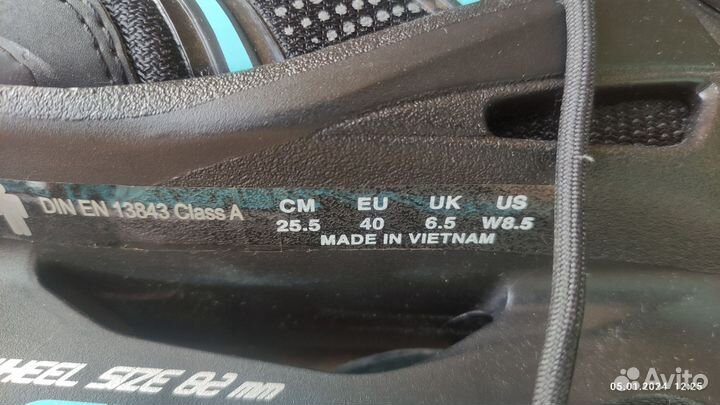 DIN EN 13843 Class A
CM EU UK US
25.5 40 6.5 W8.5
MADE IN VIETNAM
WHEEL SIZE 82 mm
05.01.2024 12:25
Avito